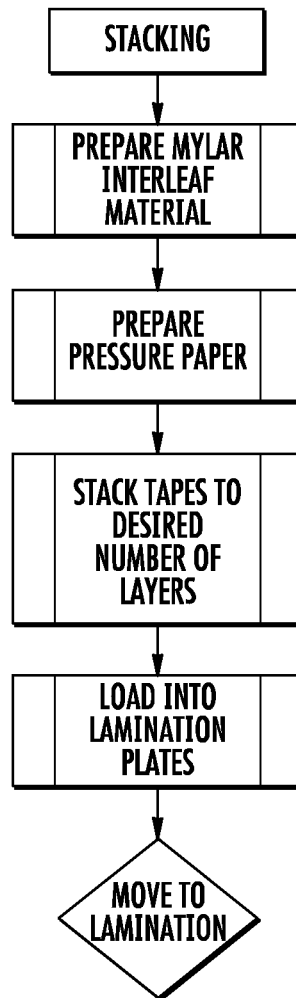 STACKING
PREPARE MYLAR
INTERLEAF
MATERIAL
PREPARE
PRESSURE PAPER
STACK TAPES TO
DESIRED
NUMBER OF
LAYERS
LOAD INTO
LAMINATION
PLATES
MOVE TO
LAMINATION